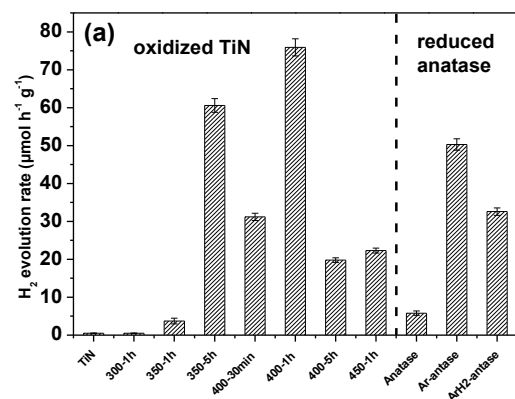 (a)
oxidized TiN
reduced
anatase
H₂ evolution rate (μmol h⁻¹ g⁻¹)
80
70
60
50
40
30
20
10
0
TiN
300-1h
350-1h
350-5h
400-30min
400-1h
400-5h
450-1h
Anatase
Ar-antase
ArH2-antase